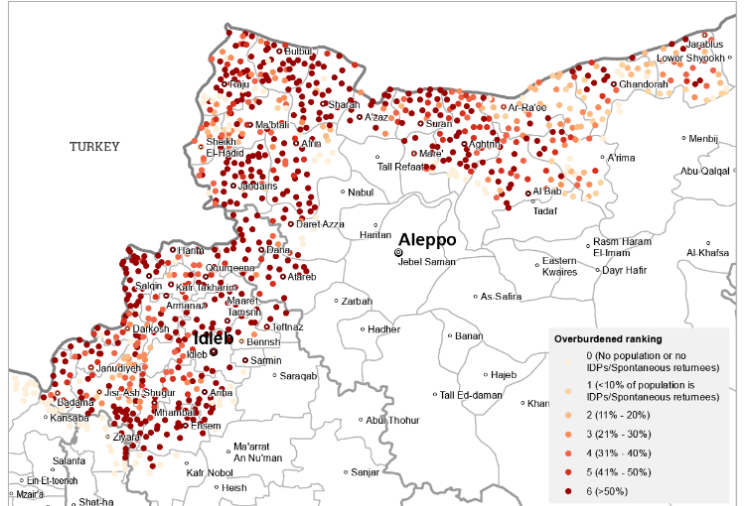 Jarablus
Lower Shyookh
Bulbul
Raju
Ghandorah
Sharan
Ar-Ra'ee
A'zaz
Ma'btali
Suran
TURKEY
Menbij
Sheikh
El-Hadid
Afrin
Aghtrin
Mare'
A'rima
Tall Refaat
Abu Qalqal
Jandairis
Nabul
Al Bab
Tadaf
Daret Azza
Haritan
Aleppo
Jebel Saman
Rasm Haram
El-Imam
Al-Khafsa
Harim
Dana
Eastern
Kwaires
Dayr Hafir
Qourqeena
Atareb
Salqin
Kafr Takharim
As-Safira
Zarbah
Armanaz
Maaret
Tamsrin
Teftnaz
Hadher
Banan
Darkosh
Idleb
Idleb
Bennsh
Sarmin
Janudiyeh
Saraqab
Hajeb
Jisr-Ash-Shugur
Ariha
Tall Ed-daman
Badama
Mhambal
Khan
Kansaba
Ehsem
Abul Thohur
Ziyara
Ma'arrat
An Nu'man
Salanfa
Kafr Nobol
Sanjar
Ein Et-teeneh
Heish
Mzair'a
Shat-ha
Overburdened ranking
0 (No population or no
IDPs/Spontaneous returnees)
1 (<10% of population is
IDPs/Spontaneous returnees)
2 (11% - 20%)
3 (21% - 30%)
4 (31% - 40%)
5 (41% - 50%)
6 (>50%)